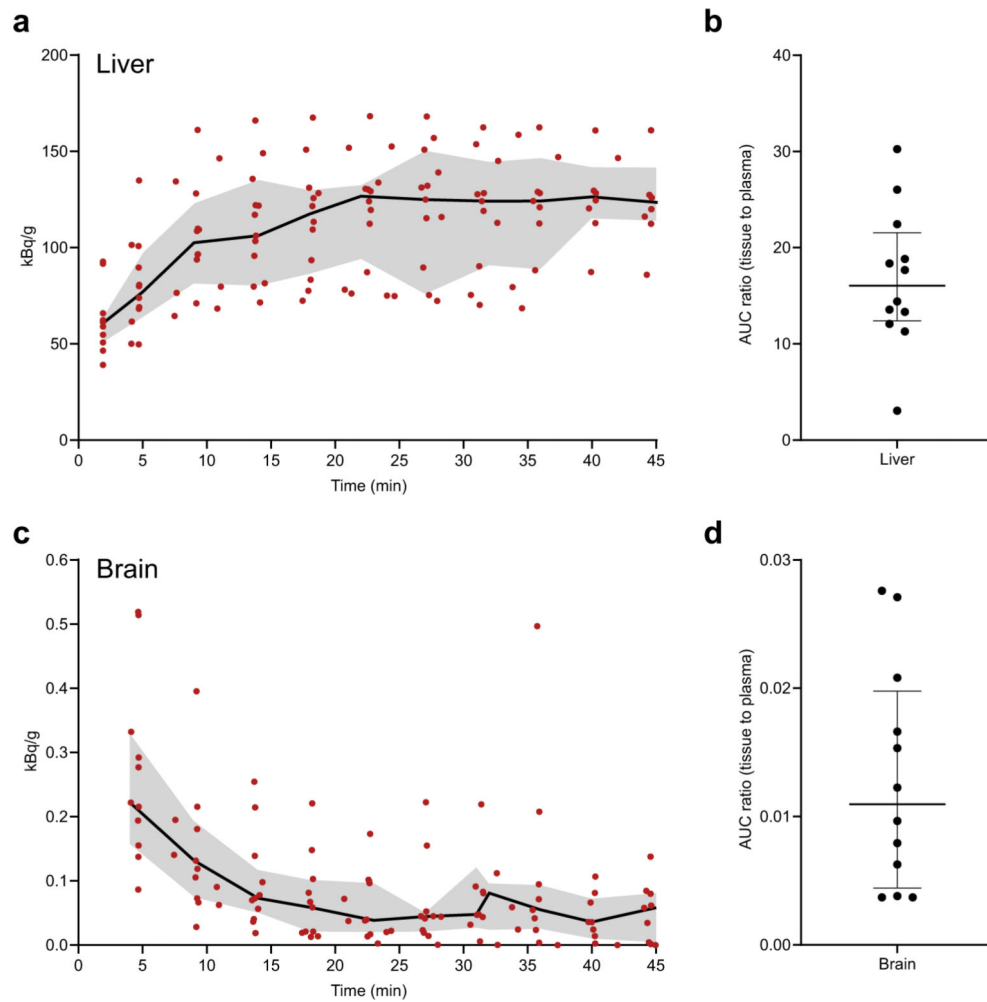 a
Liver
kBq/g
200
150
100
50
0
0 5 10 15 20 25 30 35 40 45
Time (min)
b
AUC ratio (tissue to plasma)
40
30
20
10
0
Liver
c
Brain
kBq/g
0.6
0.5
0.4
0.3
0.2
0.1
0.0
0 5 10 15 20 25 30 35 40 45
Time (min)
d
AUC ratio (tissue to plasma)
0.03
0.02
0.01
0.00
Brain